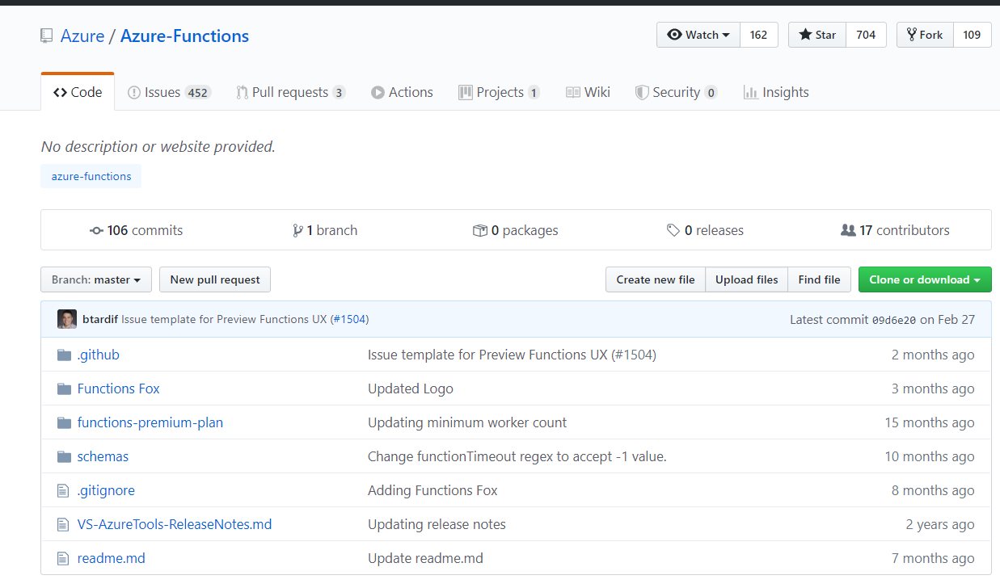 Azure / Azure-Functions
Watch 162 Star 704 Fork 109
Code Issues 452 Pull requests 3 Actions Projects 1 Wiki Security 0 Insights
No description or website provided.
azure-functions
106 commits 1 branch 0 packages 0 releases 17 contributors
Branch: master New pull request Create new file Upload files Find file Clone or download
btardif Issue template for Preview Functions UX (#1504) Latest commit 09d6e20 on Feb 27
.github Issue template for Preview Functions UX (#1504) 2 months ago
Functions Fox Updated Logo 3 months ago
functions-premium-plan Updating minimum worker count 15 months ago
schemas Change functionTimeout regex to accept -1 value. 10 months ago
.gitignore Adding Functions Fox 8 months ago
VS-AzureTools-ReleaseNotes.md Updating release notes 2 years ago
readme.md Update readme.md 7 months ago